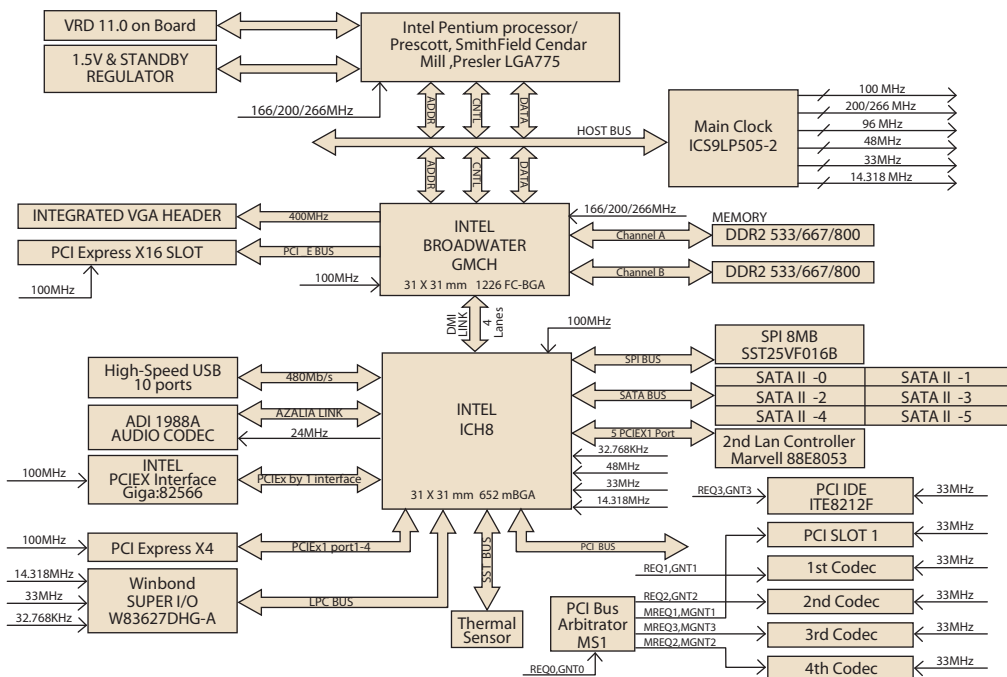 VRD 11.0 on Board
1.5V & STANDBY
REGULATOR
Intel Pentium processor/
Prescott, SmithField Cendar
Mill ,Presler LGA775
166/200/266MHz
ADDR
CNTL
DATA
HOST BUS
Main Clock
ICS9LP505-2
100 MHz
200/266 MHz
96 MHz
48MHz
33MHz
14.318 MHz
ADDR
CNTL
DATA
INTEGRATED VGA HEADER
400MHz
PCI Express X16 SLOT
PCI _E BUS
100MHz
INTEL
BROADWATER
GMCH
31 X 31 mm 1226 FC-BGA
100MHz
166/200/266MHz
MEMORY
Channel A
DDR2 533/667/800
Channel B
DDR2 533/667/800
DMI
LINK
4
Lanes
100MHz
High-Speed USB
10 ports
480Mb/s
ADI 1988A
AUDIO CODEC
AZALIA LINK
24MHz
INTEL
PCIEX Interface
Giga:82566
100MHz
PCIEx by 1 interface
INTEL
ICH8
31 X 31 mm 652 mBGA
SPI BUS
SPI 8MB
SST25VF016B
SATA BUS
SATA II -0
SATA II -1
SATA II -2
SATA II -3
SATA II -4
SATA II -5
5 PCIEX1 Port
2nd Lan Controller
Marvell 88E8053
32.768KHz
48MHz
33MHz
14.318MHz
100MHz
PCI Express X4
PCIEx1 port1-4
14.318MHz
33MHz
32.768KHz
Winbond
SUPER I/O
W83627DHG-A
LPC BUS
SST BUS
Thermal
Sensor
PCI BUS
REQ3,GNT3
PCI IDE
ITE8212F
33MHz
PCI SLOT 1
33MHz
REQ1,GNT1
1st Codec
33MHz
PCI Bus
Arbitrator
MS1
REQ0,GNT0
REQ2,GNT2
MREQ1,MGNT1
MREQ3,MGNT3
MREQ2,MGNT2
2nd Codec
33MHz
3rd Codec
33MHz
4th Codec
33MHz